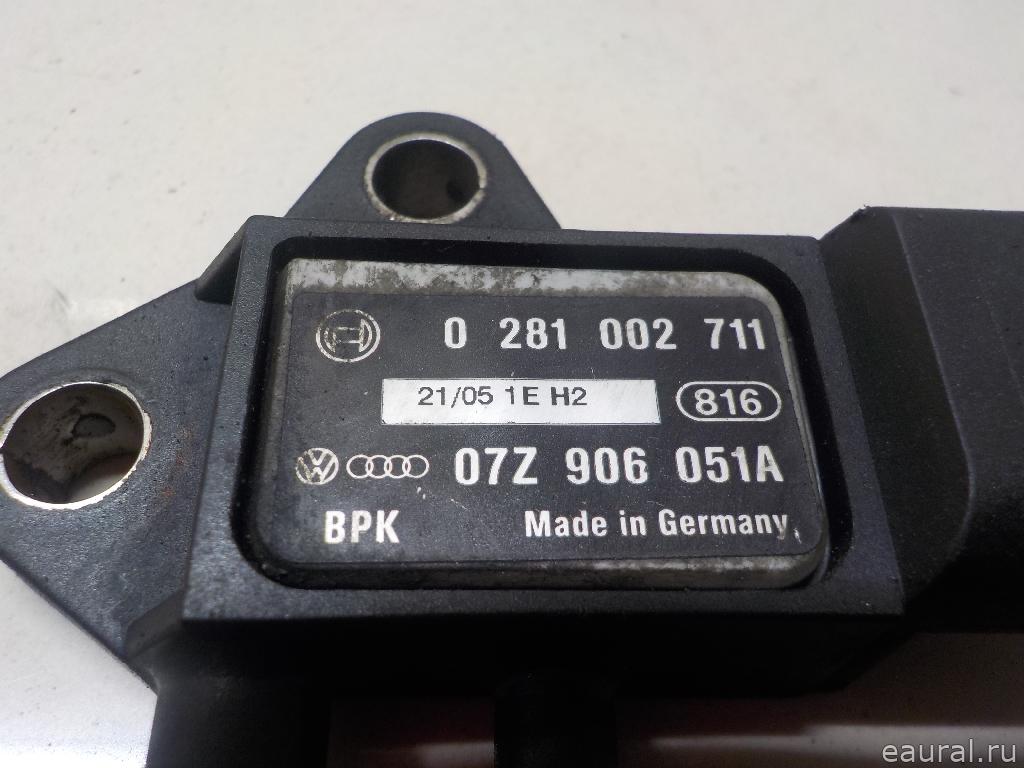 0 281 002 711
21/05 1E H2
816
07Z 906 051A
BPK Made in Germany
eaural.ru